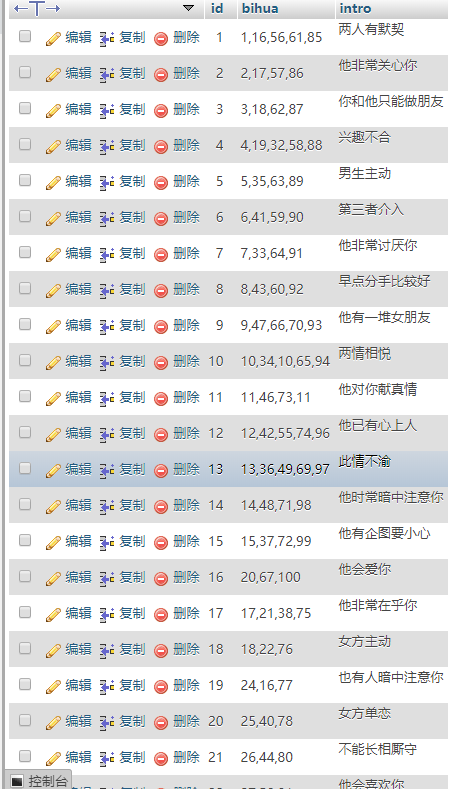 ←T→ ▼ id bihua intro
编辑 复制 删除 1 1,16,56,61,85 两人有默契
编辑 复制 删除 2 2,17,57,86 他非常关心你
编辑 复制 删除 3 3,18,62,87 你和他只能做朋友
编辑 复制 删除 4 4,19,32,58,88 兴趣不合
编辑 复制 删除 5 5,35,63,89 男生主动
编辑 复制 删除 6 6,41,59,90 第三者介入
编辑 复制 删除 7 7,33,64,91 他非常讨厌你
编辑 复制 删除 8 8,43,60,92 早点分手比较好
编辑 复制 删除 9 9,47,66,70,93 他有一堆女朋友
编辑 复制 删除 10 10,34,10,65,94 两情相悦
编辑 复制 删除 11 11,46,73,11 他对你献真情
编辑 复制 删除 12 12,42,55,74,96 他已有心上人
编辑 复制 删除 13 13,36,49,69,97 此情不渝
编辑 复制 删除 14 14,48,71,98 他时常暗中注意你
编辑 复制 删除 15 15,37,72,99 他有企图要小心
编辑 复制 删除 16 20,67,100 他会爱你
编辑 复制 删除 17 17,21,38,75 他非常在乎你
编辑 复制 删除 18 18,22,76 女方主动
编辑 复制 删除 19 24,16,77 也有人暗中注意你
编辑 复制 删除 20 25,40,78 女方单恋
编辑 复制 删除 21 26,44,80 不能长相厮守
控制台 他会喜欢你